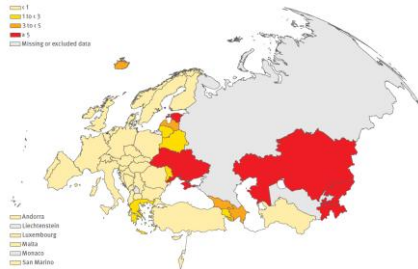 < 1
1 to < 3
3 to < 5
≥ 5
Missing or excluded data
Andorra
Liechtenstein
Luxembourg
Malta
Monaco
San Marino